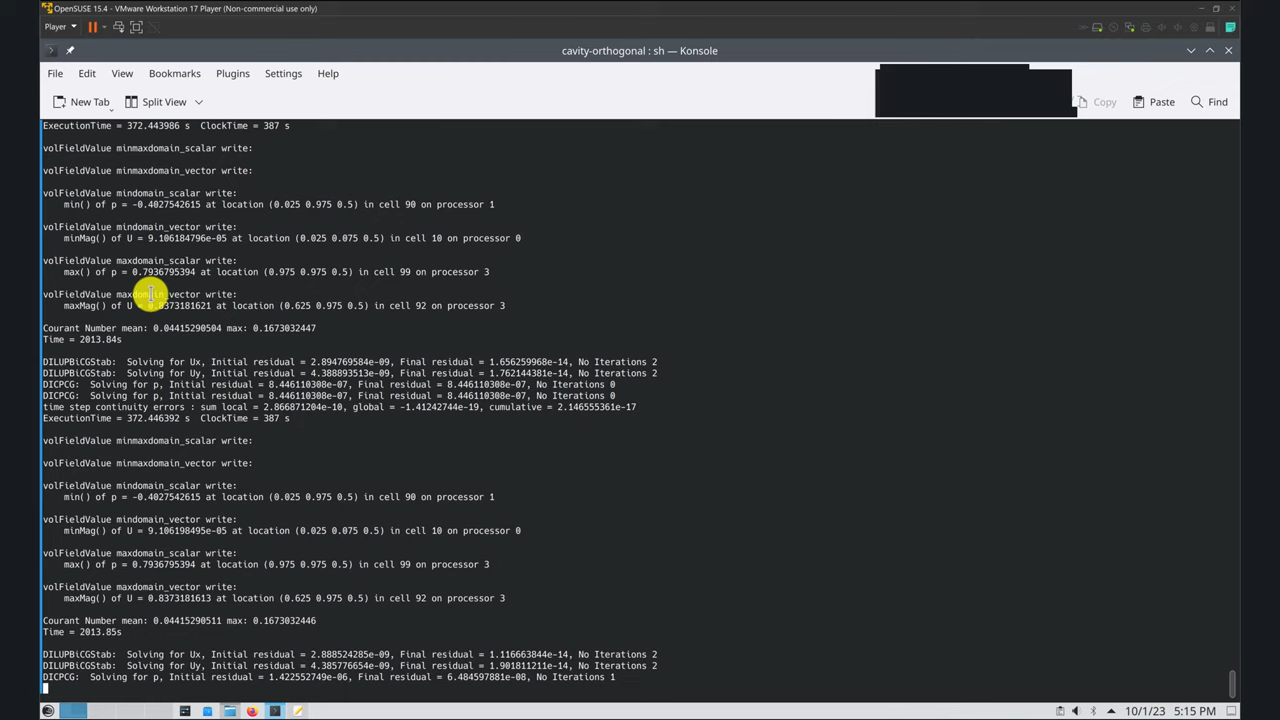 OpenSUSE 15.4 - VMware Workstation 17 Player (Non-commercial use only)
Player
cavity-orthogonal : sh — Konsole
File Edit View Bookmarks Plugins Settings Help
New Tab Split View Copy Paste Find
ExecutionTime = 372.443986 s  ClockTime = 387 s
volFieldValue minmaxdomain_scalar write:
volFieldValue minmaxdomain_vector write:
volFieldValue mindomain_scalar write:
min() of p = -0.4027542615 at location (0.025 0.975 0.5) in cell 90 on processor 1
volFieldValue mindomain_vector write:
minMag() of U = 9.106184796e-05 at location (0.025 0.075 0.5) in cell 10 on processor 0
volFieldValue maxdomain_scalar write:
max() of p = 0.7936795394 at location (0.975 0.975 0.5) in cell 99 on processor 3
volFieldValue maxdomain_vector write:
maxMag() of U = 0.8373181621 at location (0.625 0.975 0.5) in cell 92 on processor 3
Courant Number mean: 0.04415290504 max: 0.1673032447
Time = 2013.84s
DILUPBiCGStab:  Solving for Ux, Initial residual = 2.894769584e-09, Final residual = 1.656259968e-14, No Iterations 2
DILUPBiCGStab:  Solving for Uy, Initial residual = 4.388893513e-09, Final residual = 1.762144381e-14, No Iterations 2
DICPCG:  Solving for p, Initial residual = 8.446110308e-07, Final residual = 8.446110308e-07, No Iterations 0
DICPCG:  Solving for p, Initial residual = 8.446110308e-07, Final residual = 8.446110308e-07, No Iterations 0
time step continuity errors : sum local = 2.866871204e-10, global = -1.41242744e-19, cumulative = 2.146555361e-17
ExecutionTime = 372.446392 s  ClockTime = 387 s
volFieldValue minmaxdomain_scalar write:
volFieldValue minmaxdomain_vector write:
volFieldValue mindomain_scalar write:
min() of p = -0.4027542615 at location (0.025 0.975 0.5) in cell 90 on processor 1
volFieldValue mindomain_vector write:
minMag() of U = 9.106198495e-05 at location (0.025 0.075 0.5) in cell 10 on processor 0
volFieldValue maxdomain_scalar write:
max() of p = 0.7936795394 at location (0.975 0.975 0.5) in cell 99 on processor 3
volFieldValue maxdomain_vector write:
maxMag() of U = 0.8373181613 at location (0.625 0.975 0.5) in cell 92 on processor 3
Courant Number mean: 0.04415290511 max: 0.1673032446
Time = 2013.85s
DILUPBiCGStab:  Solving for Ux, Initial residual = 2.888524285e-09, Final residual = 1.116663844e-14, No Iterations 2
DILUPBiCGStab:  Solving for Uy, Initial residual = 4.385776654e-09, Final residual = 1.901811211e-14, No Iterations 2
DICPCG:  Solving for p, Initial residual = 1.422552749e-06, Final residual = 6.484597881e-08, No Iterations 1
10/1/23 5:15 PM